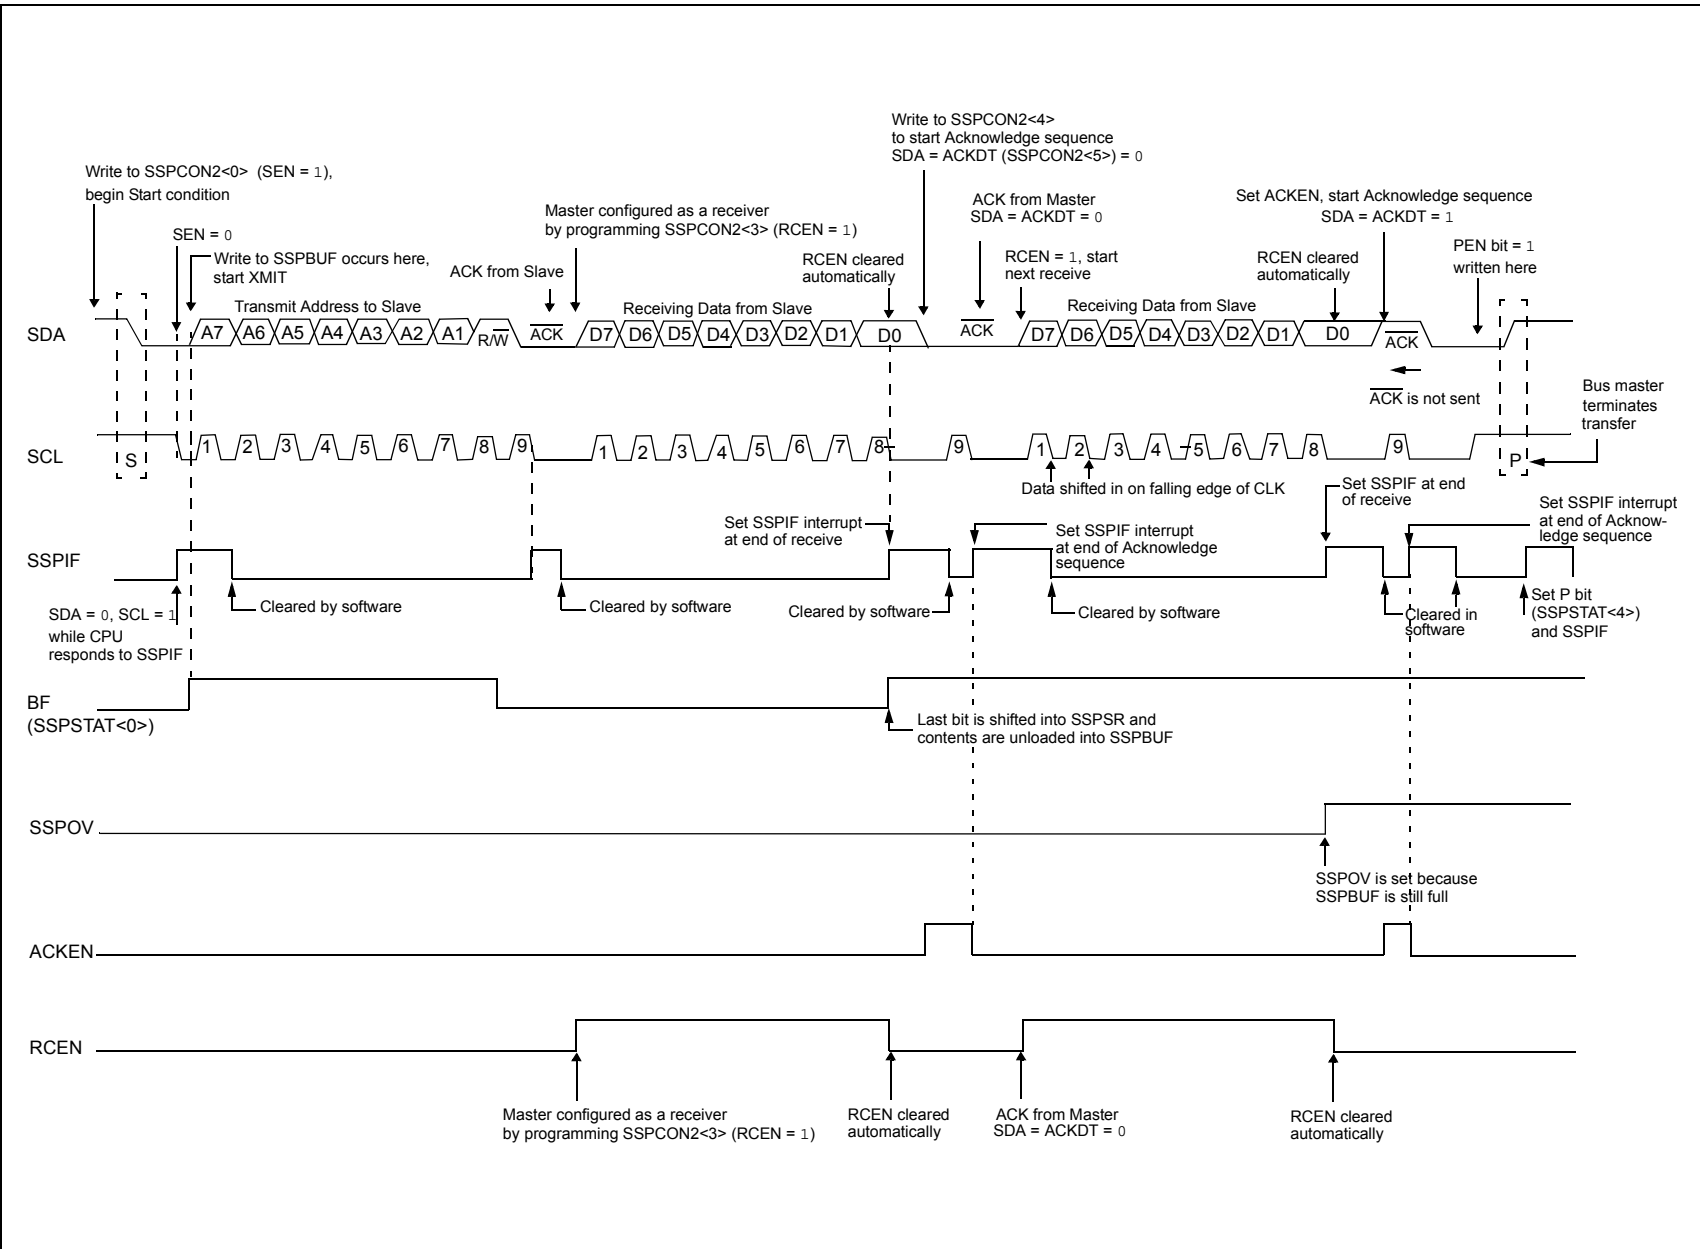 Write to SSPCON2<4>
to start Acknowledge sequence
SDA = ACKDT (SSPCON2<5>) = 0
Write to SSPCON2<0> (SEN = 1),
begin Start condition
ACK from Master
SDA = ACKDT = 0
Set ACKEN, start Acknowledge sequence
SDA = ACKDT = 1
Master configured as a receiver
by programming SSPCON2<3> (RCEN = 1)
SEN = 0
Write to SSPBUF occurs here,
start XMIT
ACK from Slave
RCEN cleared
automatically
RCEN = 1, start
next receive
RCEN cleared
automatically
PEN bit = 1
written here
Transmit Address to Slave
Receiving Data from Slave
Receiving Data from Slave
SDA
A7 A6 A5 A4 A3 A2 A1 R/W ACK D7 D6 D5 D4 D3 D2 D1 D0 ACK D7 D6 D5 D4 D3 D2 D1 D0 ACK
ACK is not sent
Bus master
terminates
transfer
SCL
S 1 2 3 4 5 6 7 8 9 1 2 3 4 5 6 7 8 9 1 2 3 4 5 6 7 8 9 P
Data shifted in on falling edge of CLK
Set SSPIF at end
of receive
Set SSPIF interrupt
at end of receive
Set SSPIF interrupt
at end of Acknowledge
sequence
Set SSPIF interrupt
at end of Acknow-
ledge sequence
SSPIF
SDA = 0, SCL = 1
while CPU
responds to SSPIF
Cleared by software
Cleared by software
Cleared by software
Cleared by software
Cleared in
software
Set P bit
(SSPSTAT<4>)
and SSPIF
BF
(SSPSTAT<0>)
Last bit is shifted into SSPSR and
contents are unloaded into SSPBUF
SSPOV
SSPOV is set because
SSPBUF is still full
ACKEN
RCEN
Master configured as a receiver
by programming SSPCON2<3> (RCEN = 1)
RCEN cleared
automatically
ACK from Master
SDA = ACKDT = 0
RCEN cleared
automatically